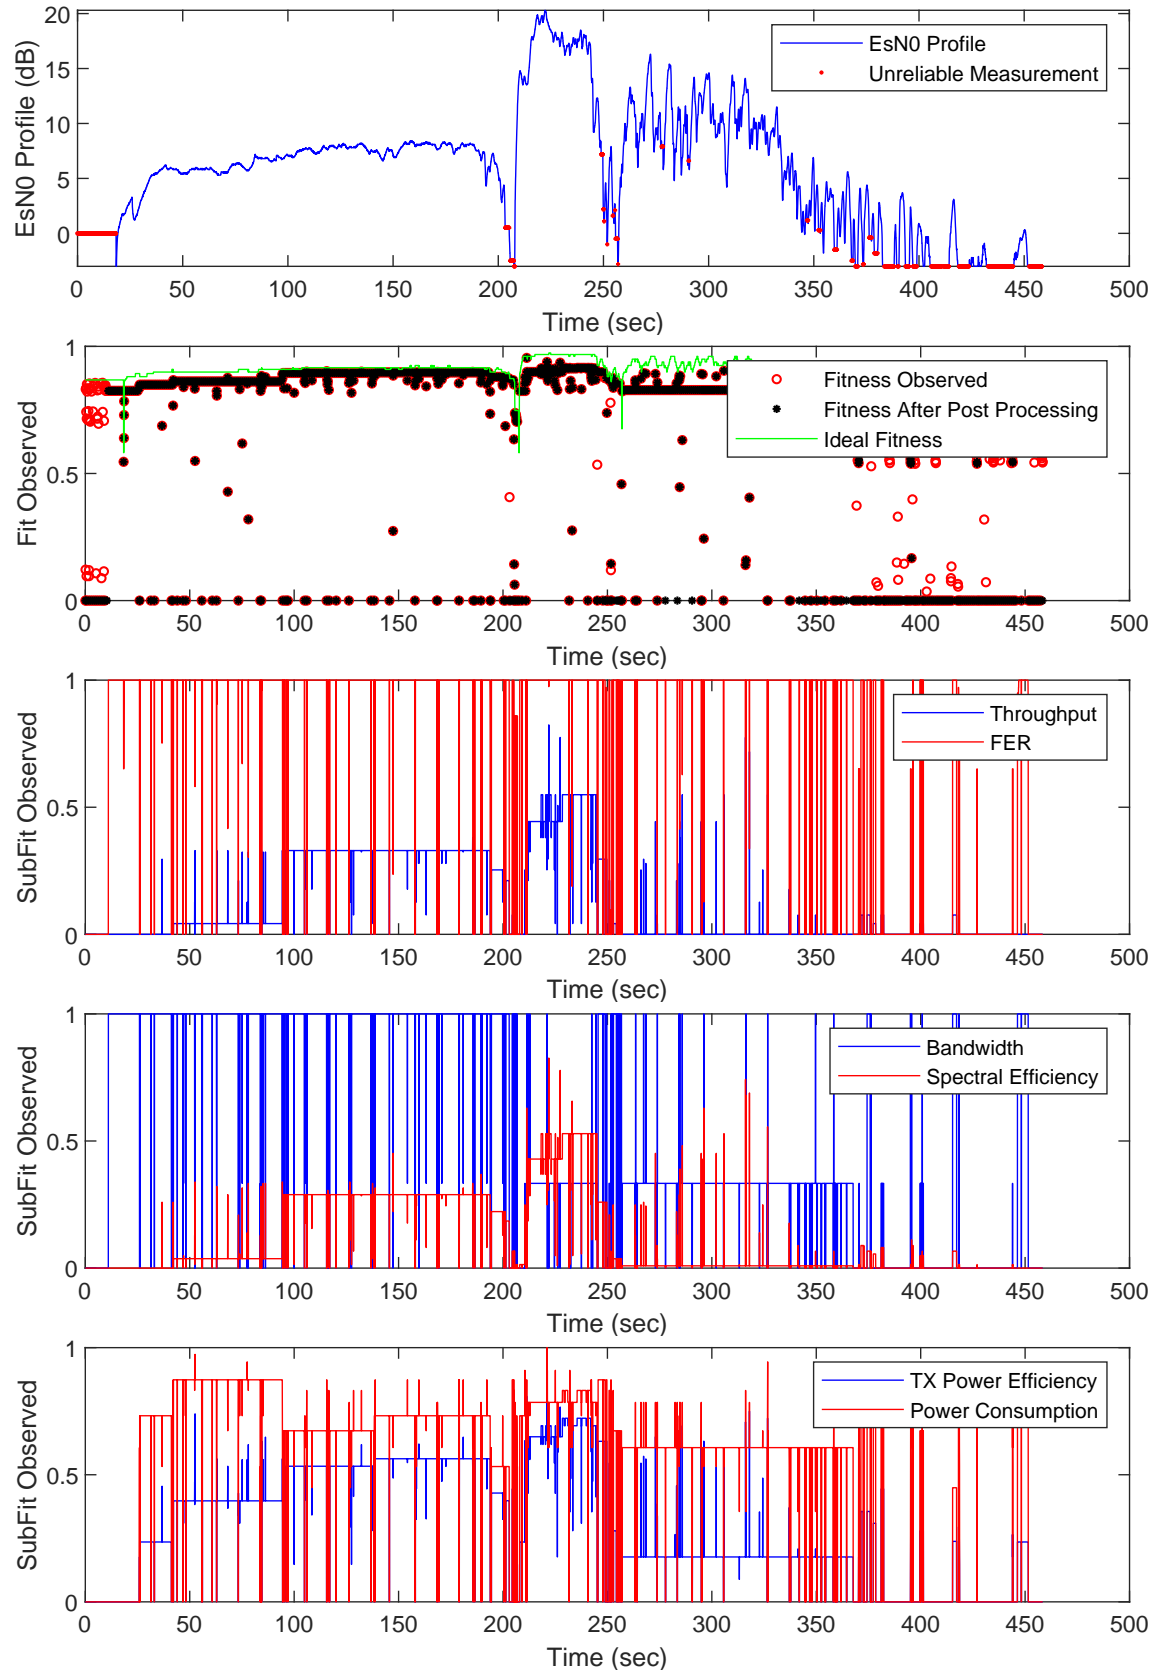 20
15
10
5
0
EsN0 Profile (dB)
EsN0 Profile
Unreliable Measurement
0 50 100 150 200 250 300 350 400 450 500
Time (sec)
1
0.5
0
Fit Observed
Fitness Observed
Fitness After Post Processing
Ideal Fitness
0 50 100 150 200 250 300 350 400 450 500
Time (sec)
1
0.5
0
SubFit Observed
Throughput
FER
0 50 100 150 200 250 300 350 400 450 500
Time (sec)
1
0.5
0
SubFit Observed
Bandwidth
Spectral Efficiency
0 50 100 150 200 250 300 350 400 450 500
Time (sec)
1
0.5
0
SubFit Observed
TX Power Efficiency
Power Consumption
0 50 100 150 200 250 300 350 400 450 500
Time (sec)